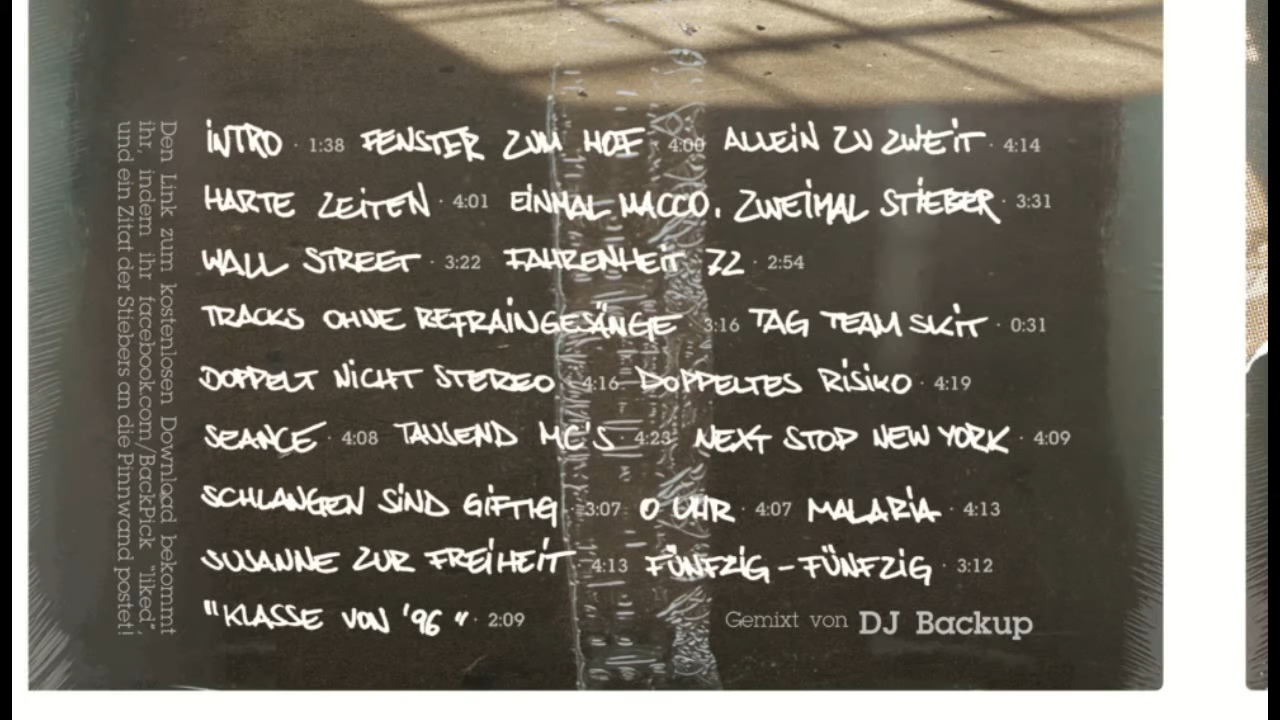 Den Link zum kostenlosen Download bekommt
ihr, indem ihr facebook.com/BackPick "liked",
und ein Zitat der Stiebers an die Pinnwand postet!
INTRO · 1:38 FENSTER ZUM HOF · 4:00 ALLEIN ZU ZWEIT · 4:14
HARTE ZEITEN · 4:01 EINMAL MACCO, ZWEIMAL STIEBER · 3:31
WALL STREET · 3:22 FAHRENHEIT 72 · 2:54
TRACKS OHNE REFRAINGESÄNGE · 3:16 TAG TEAM SKIT · 0:31
DOPPELT NICHT STEREO · 4:16 DOPPELTES RISIKO · 4:19
SEANCE · 4:08 TAUSEND MC'S · 4:23 NEXT STOP NEW YORK · 4:09
SCHLANGEN SIND GIFTIG · 3:07 0 UHR · 4:07 MALARIA · 4:13
SUSANNE ZUR FREIHEIT · 4:13 FÜNFZIG-FÜNFZIG · 3:12
"KLASSE VON '96" · 2:09 Gemixt von DJ Backup